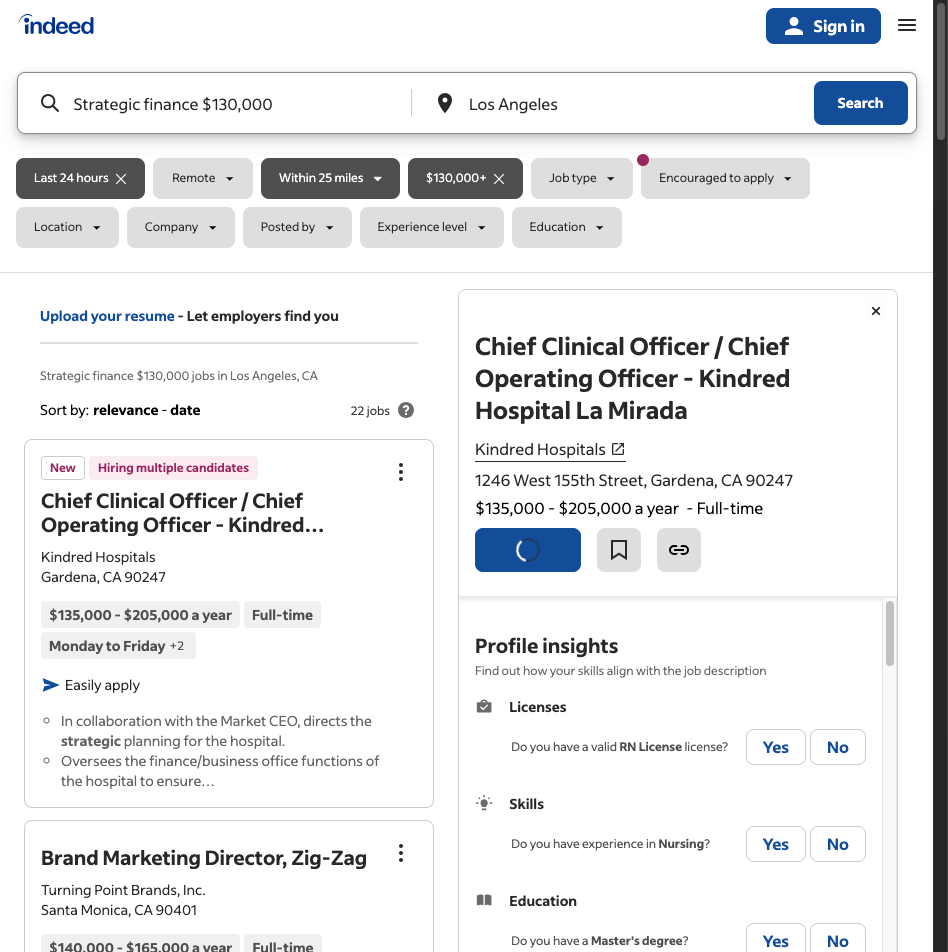 indeed
Sign in
Strategic finance $130,000
Los Angeles
Search
Last 24 hours
Remote
Within 25 miles
$130,000+
Job type
Encouraged to apply
Location
Company
Posted by
Experience level
Education
Upload your resume - Let employers find you
Strategic finance $130,000 jobs in Los Angeles, CA
Sort by: relevance - date
22 jobs
New
Hiring multiple candidates
Chief Clinical Officer / Chief
Operating Officer - Kindred...
Kindred Hospitals
Gardena, CA 90247
$135,000 - $205,000 a year
Full-time
Monday to Friday +2
Easily apply
In collaboration with the Market CEO, directs the
strategic planning for the hospital.
Oversees the finance/business office functions of
the hospital to ensure…
Brand Marketing Director, Zig-Zag
Turning Point Brands, Inc.
Santa Monica, CA 90401
$140,000 - $165,000 a year
Full-time
Chief Clinical Officer / Chief
Operating Officer - Kindred
Hospital La Mirada
Kindred Hospitals
1246 West 155th Street, Gardena, CA 90247
$135,000 - $205,000 a year - Full-time
Profile insights
Find out how your skills align with the job description
Licenses
Do you have a valid RN License license?
Yes
No
Skills
Do you have experience in Nursing?
Yes
No
Education
Do you have a Master's degree?
Yes
No